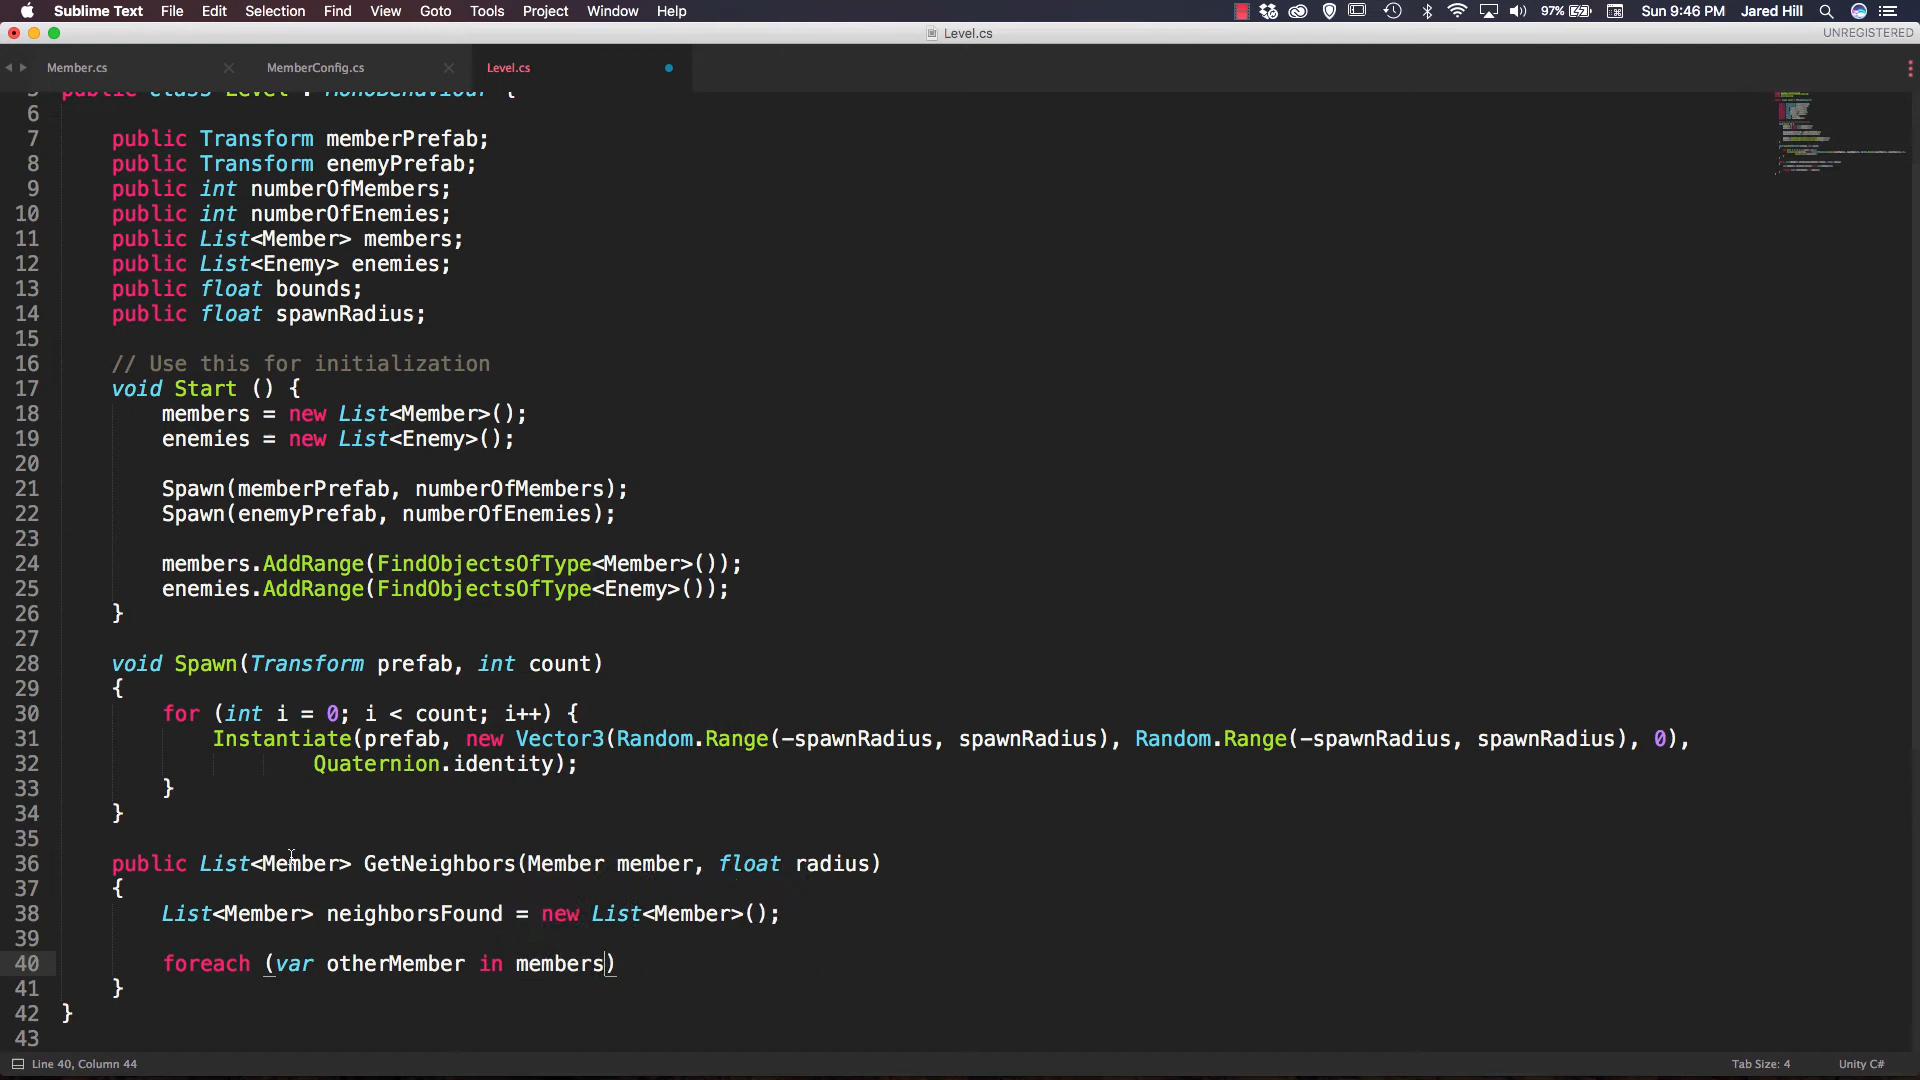 Sublime Text File Edit Selection Find View Goto Tools Project Window Help 97% Sun 9:46 PM Jared Hill
Level.cs UNREGISTERED
Member.cs MemberConfig.cs Level.cs
5 public class Level : MonoBehaviour {
6
7 public Transform memberPrefab;
8 public Transform enemyPrefab;
9 public int numberOfMembers;
10 public int numberOfEnemies;
11 public List<Member> members;
12 public List<Enemy> enemies;
13 public float bounds;
14 public float spawnRadius;
15
16 // Use this for initialization
17 void Start () {
18 members = new List<Member>();
19 enemies = new List<Enemy>();
20
21 Spawn(memberPrefab, numberOfMembers);
22 Spawn(enemyPrefab, numberOfEnemies);
23
24 members.AddRange(FindObjectsOfType<Member>());
25 enemies.AddRange(FindObjectsOfType<Enemy>());
26 }
27
28 void Spawn(Transform prefab, int count)
29 {
30 for (int i = 0; i < count; i++) {
31 Instantiate(prefab, new Vector3(Random.Range(-spawnRadius, spawnRadius), Random.Range(-spawnRadius, spawnRadius), 0),
32 Quaternion.identity);
33 }
34 }
35
36 public List<Member> GetNeighbors(Member member, float radius)
37 {
38 List<Member> neighborsFound = new List<Member>();
39
40 foreach (var otherMember in members)
41 }
42 }
43
Line 40, Column 44 Tab Size: 4 Unity C#